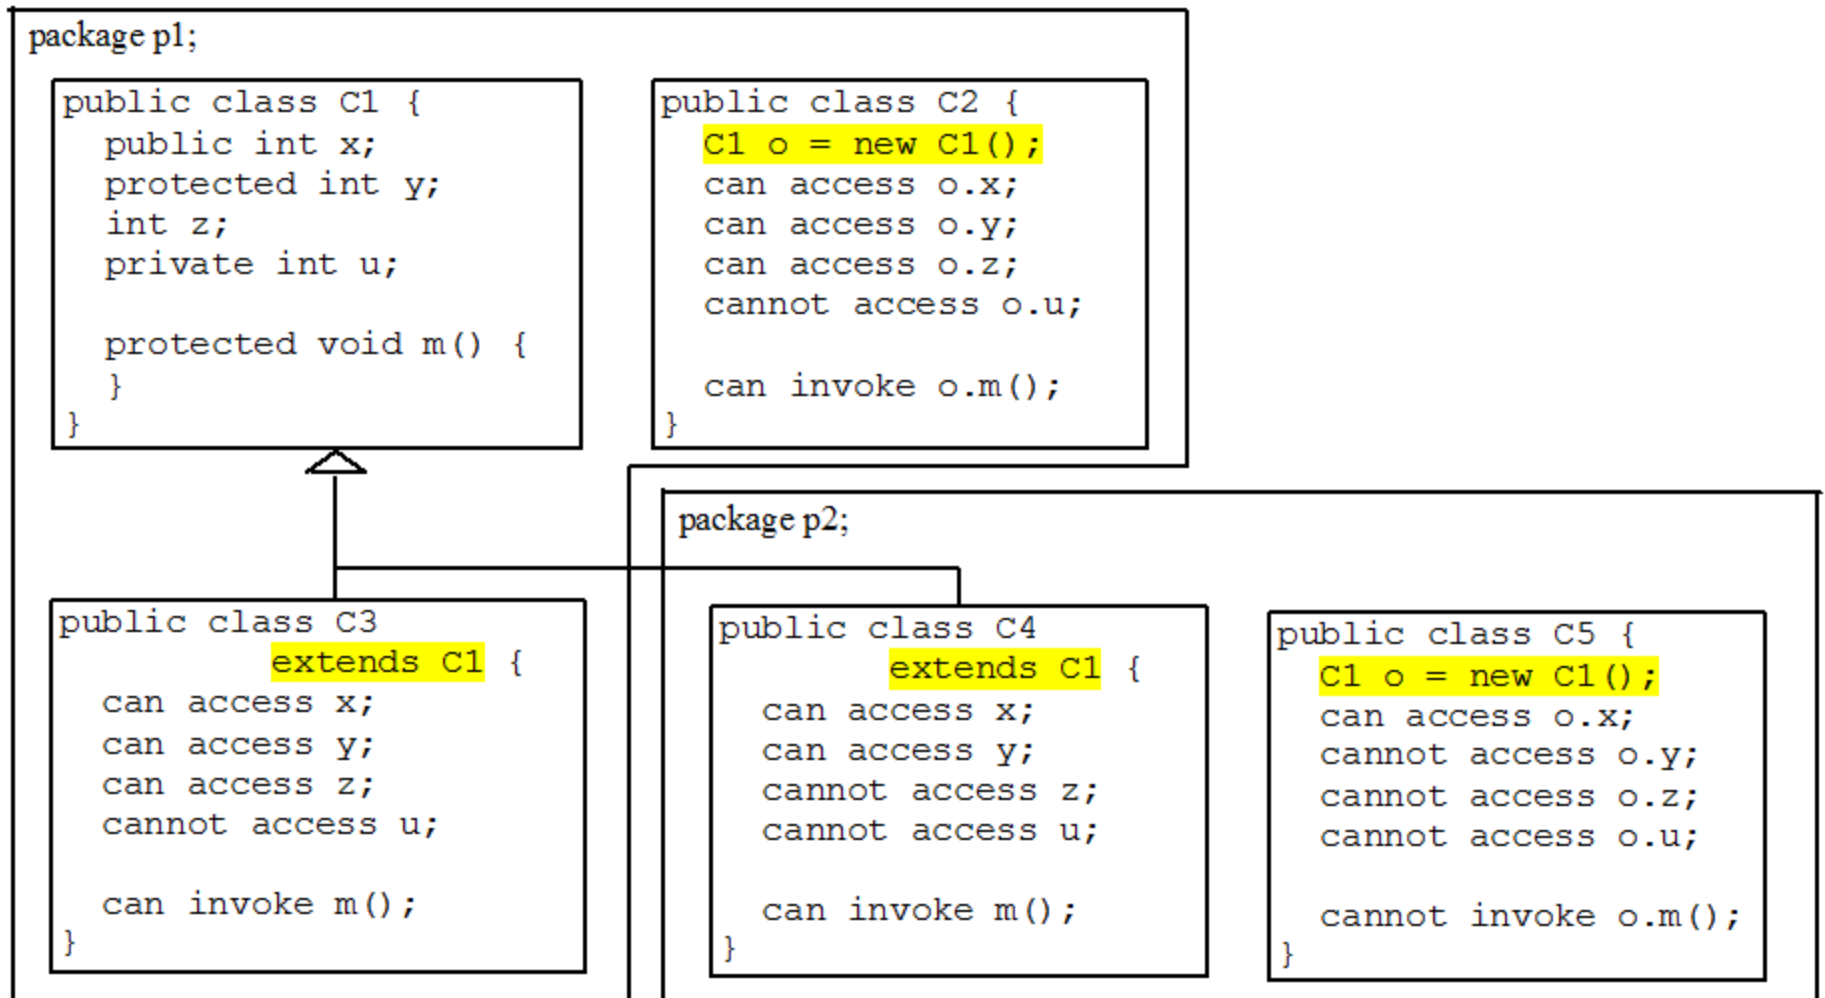 package p1;
public class C1 {
public int x;
protected int y;
int z;
private int u;
protected void m() {
}
}
public class C2 {
C1 o = new C1();
can access o.x;
can access o.y;
can access o.z;
cannot access o.u;
can invoke o.m();
}
public class C3
extends C1 {
can access x;
can access y;
can access z;
cannot access u;
can invoke m();
}
package p2;
public class C4
extends C1 {
can access x;
can access y;
cannot access z;
cannot access u;
can invoke m();
}
public class C5 {
C1 o = new C1();
can access o.x;
cannot access o.y;
cannot access o.z;
cannot access o.u;
cannot invoke o.m();
}